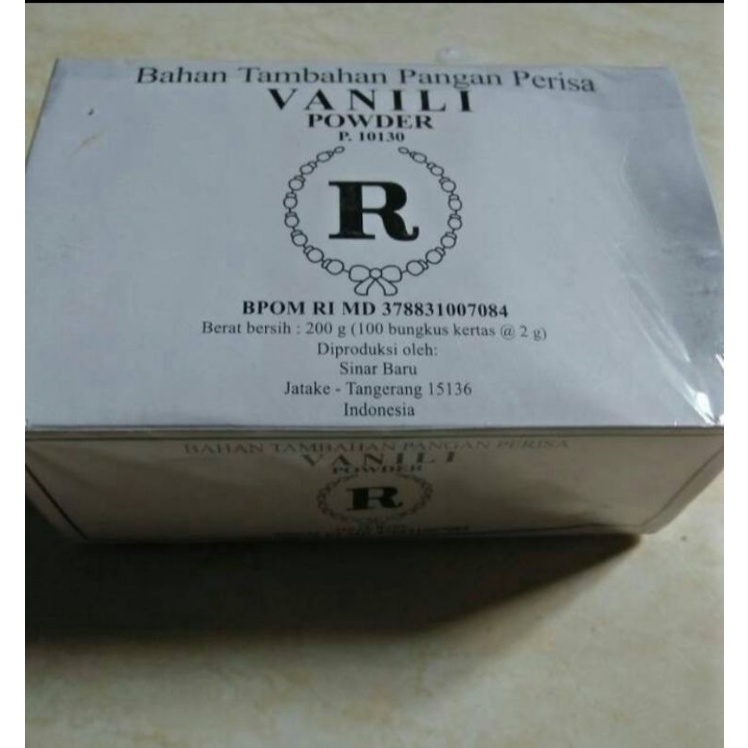 Bahan Tambahan Pangan Perisa
VANILI
POWDER
P. 10130
R
BPOM RI MD 378831007084
Berat bersih : 200 g (100 bungkus kertas @ 2 g)
Diproduksi oleh:
Sinar Baru
Jatake - Tangerang 15136
Indonesia
BAHAN TAMBAHAN PANGAN PERISA
VANILI
POWDER
R